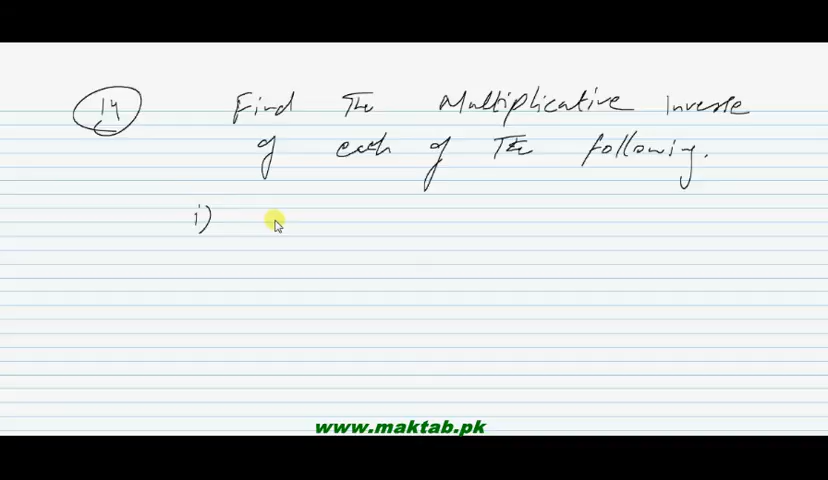 14 Find The Multiplicative inverse
of each of The following.
i)
www.maktab.pk